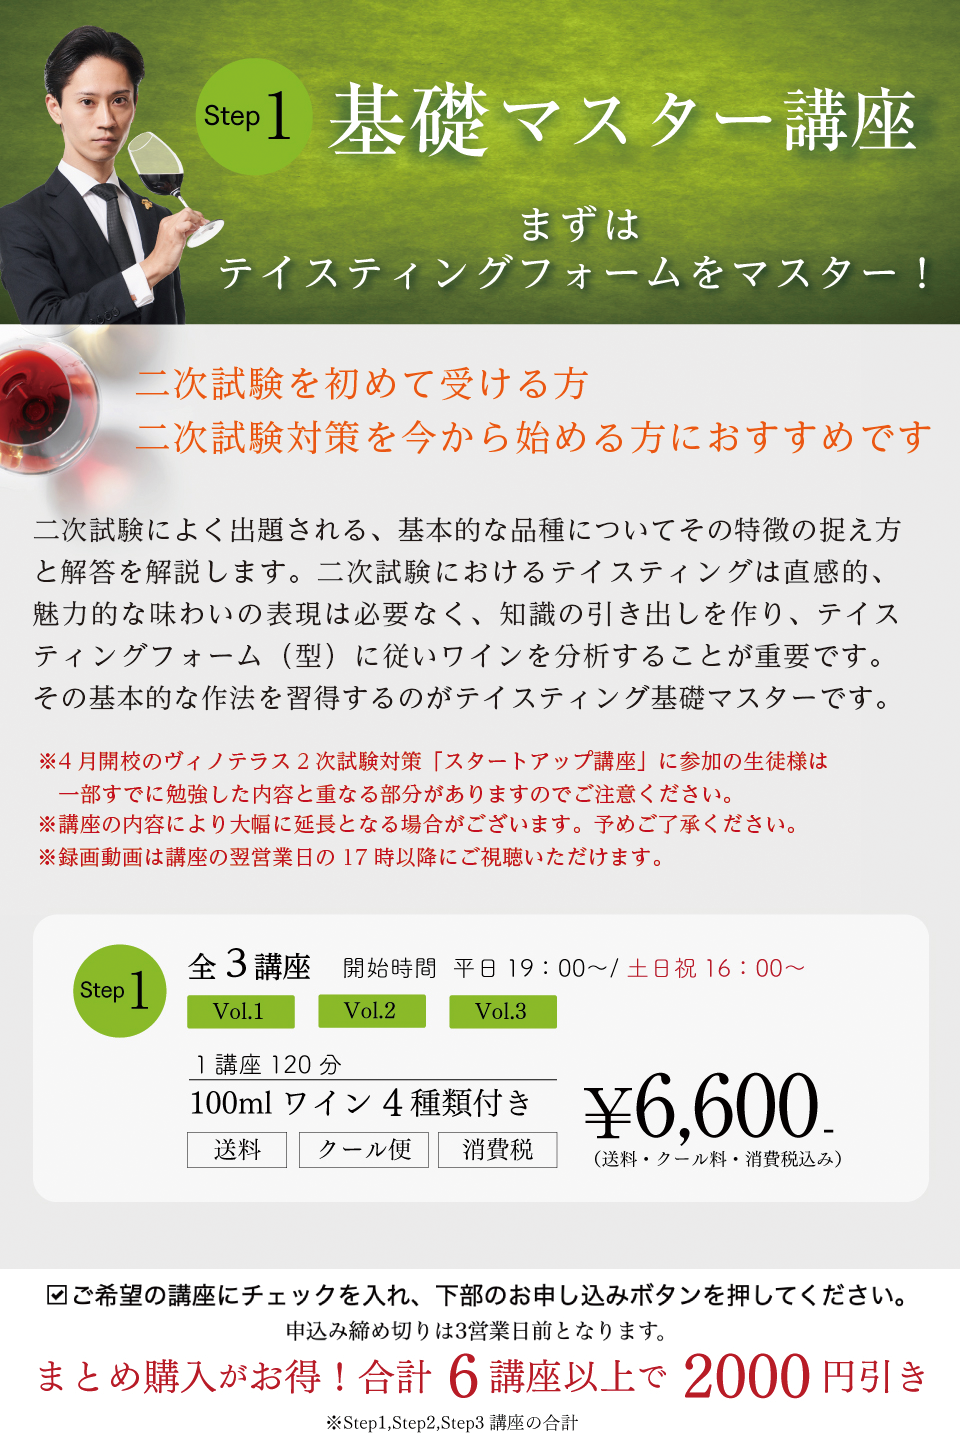 Step 1 基礎マスター講座
まずは
テイスティングフォームをマスター！
二次試験を初めて受ける方
二次試験対策を今から始める方におすすめです
二次試験によく出題される、基本的な品種についてその特徴の捉え方
と解答を解説します。二次試験におけるテイスティングは直感的、
魅力的な味わいの表現は必要なく、知識の引き出しを作り、テイス
ティングフォーム（型）に従いワインを分析することが重要です。
その基本的な作法を習得するのがテイスティング基礎マスターです。
※4月開校のヴィノテラス2次試験対策「スタートアップ講座」に参加の生徒様は
一部すでに勉強した内容と重なる部分がありますのでご注意ください。
※講座の内容により大幅に延長となる場合がございます。予めご了承ください。
※録画動画は講座の翌営業日の17時以降にご視聴いただけます。
Step 1
全3講座 開始時間 平日19：00～/土日祝16：00～
Vol.1 Vol.2 Vol.3
1講座120分
100mlワイン4種類付き
送料 クール便 消費税
¥6,600-
（送料・クール料・消費税込み）
☑ご希望の講座にチェックを入れ、下部のお申し込みボタンを押してください。
申込み締め切りは3営業日前となります。
まとめ購入がお得！合計6講座以上で2000円引き
※Step1,Step2,Step3講座の合計